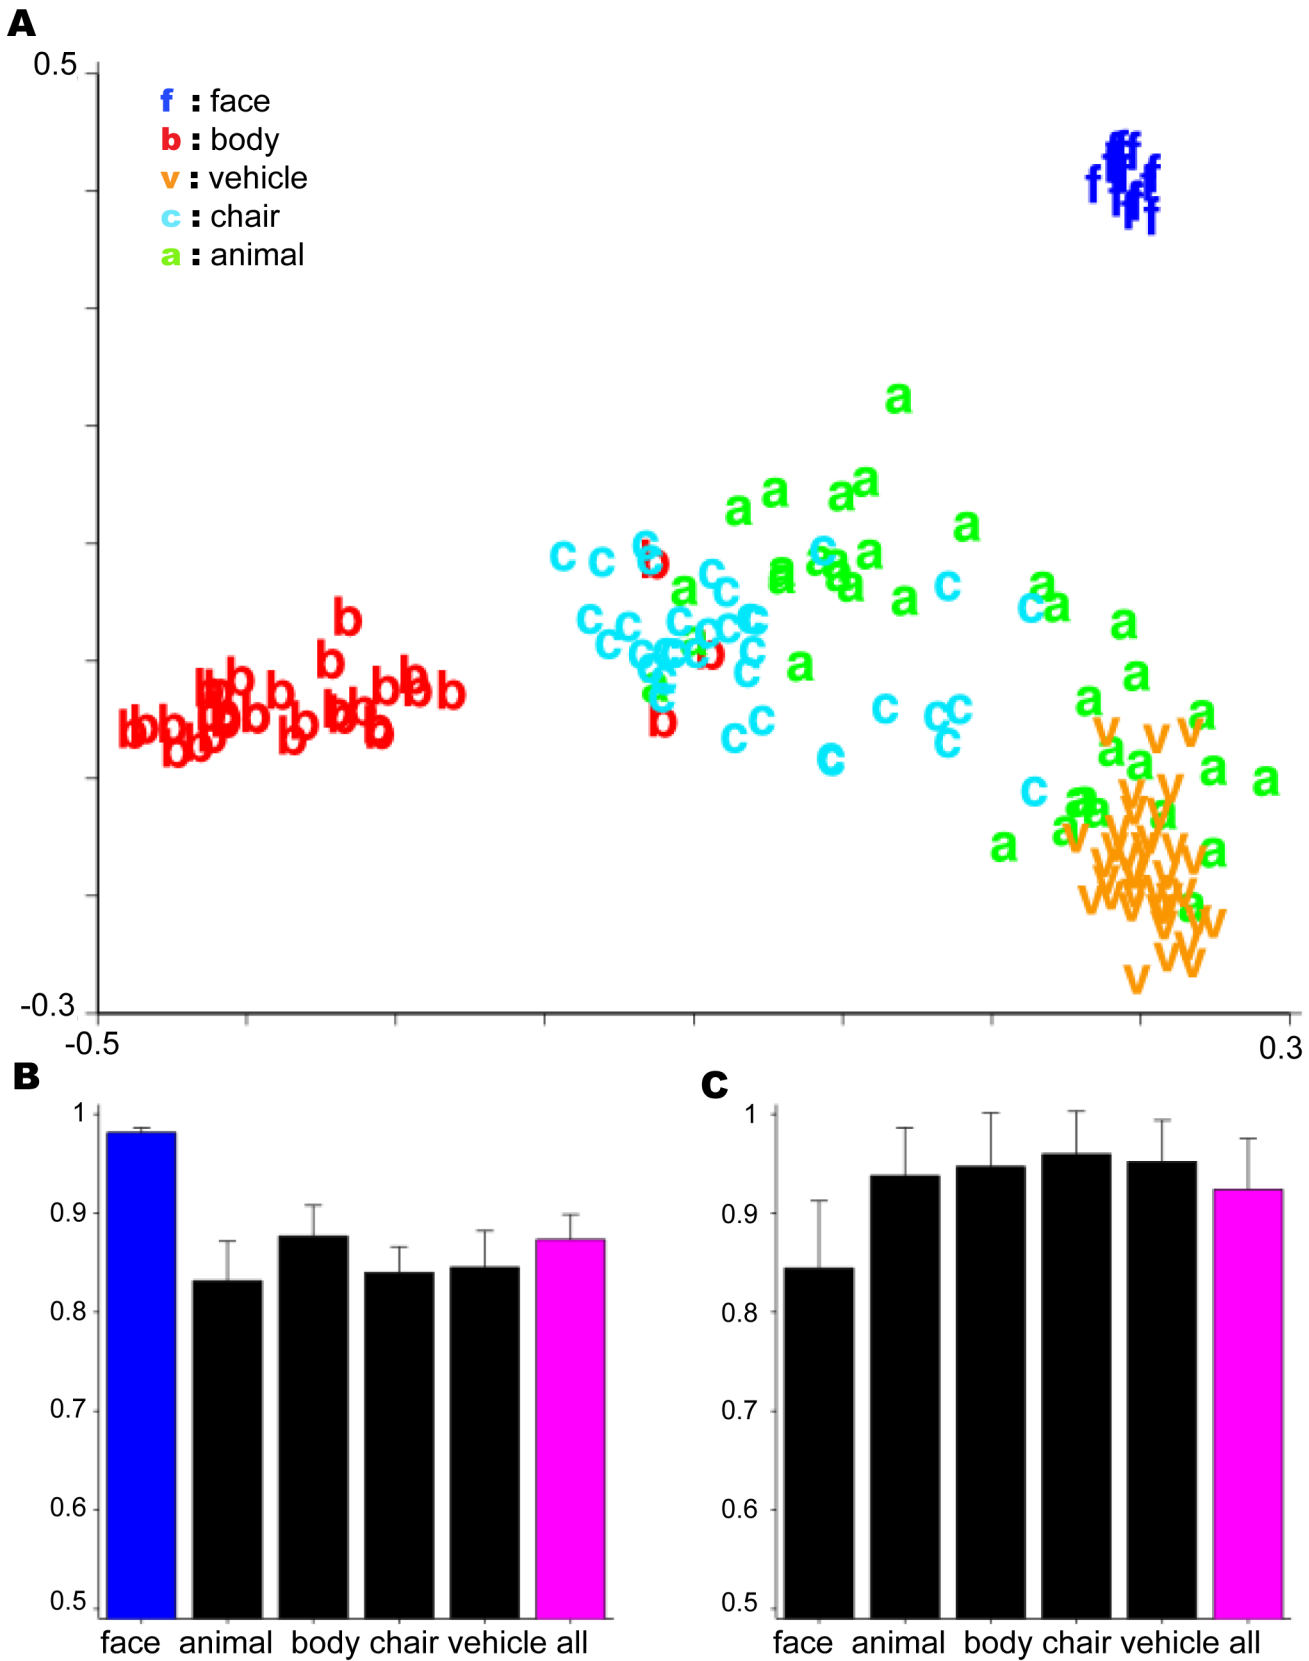 A
0.5
f : face
b : body
v : vehicle
c : chair
a : animal
-0.3
-0.5
0.3
B
1
0.9
0.8
0.7
0.6
0.5
face animal body chair vehicle all
C
1
0.9
0.8
0.7
0.6
0.5
face animal body chair vehicle all